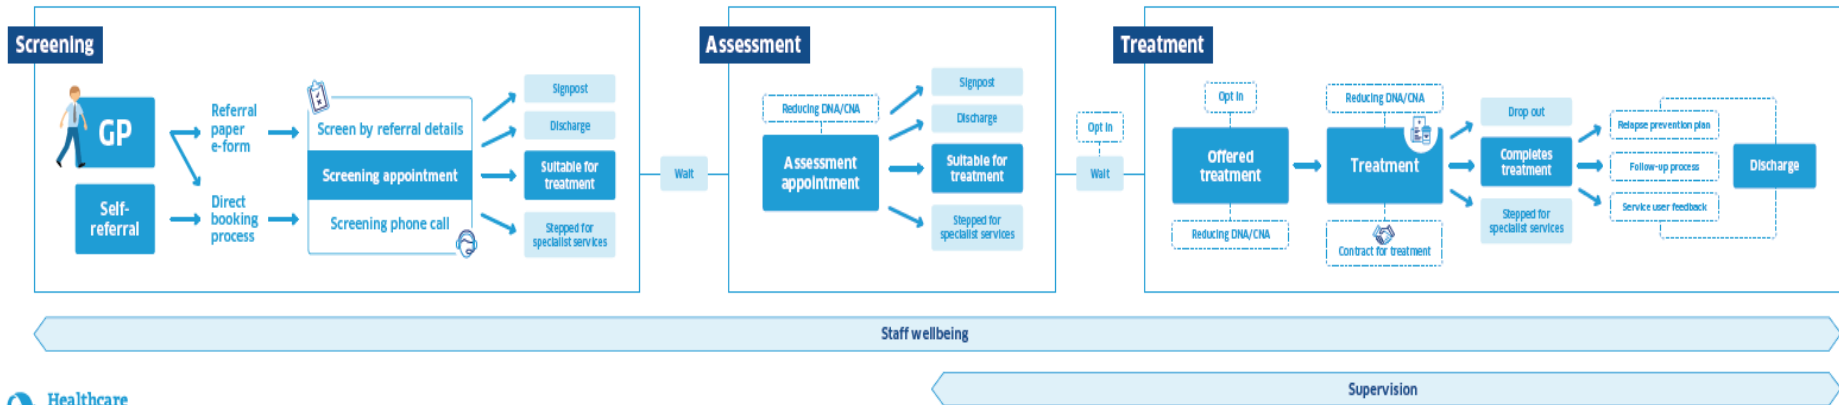 Screening
GP
Self-
referral
Referral
paper
e-form
Direct
booking
process
Screen by referral details
Screening appointment
Screening phone call
Signpost
Discharge
Suitable for
treatment
Stepped for
specialist services
Wait
Assessment
Reducing DNA/CNA
Assessment
appointment
Signpost
Discharge
Suitable for
treatment
Stepped for
specialist services
Opt in
Wait
Treatment
Opt in
Offered
treatment
Reducing DNA/CNA
Reducing DNA/CNA
Treatment
Contract for treatment
Drop out
Completes
treatment
Stepped for
specialist services
Relapse prevention plan
Follow-up process
Service user feedback
Discharge
Staff wellbeing
Supervision
Healthcare